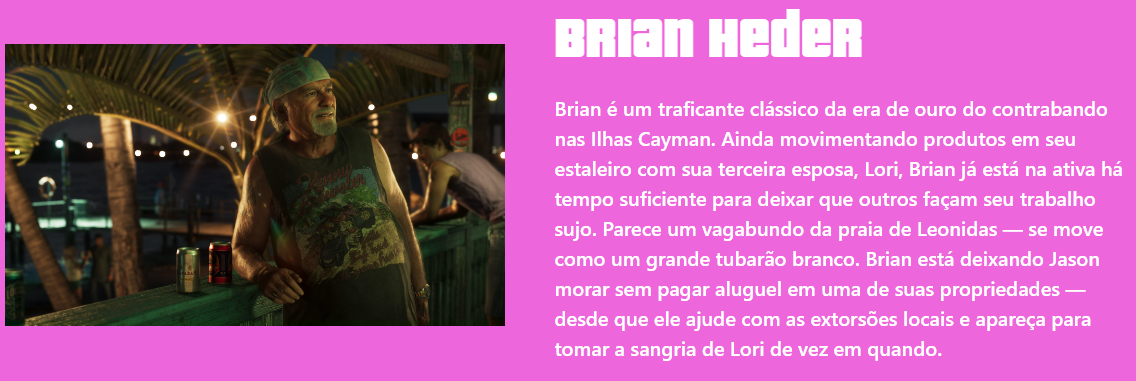 Brian Heder
Brian é um traficante clássico da era de ouro do contrabando
nas Ilhas Cayman. Ainda movimentando produtos em seu
estaleiro com sua terceira esposa, Lori, Brian já está na ativa há
tempo suficiente para deixar que outros façam seu trabalho
sujo. Parece um vagabundo da praia de Leonidas — se move
como um grande tubarão branco. Brian está deixando Jason
morar sem pagar aluguel em uma de suas propriedades —
desde que ele ajude com as extorsões locais e apareça para
tomar a sangria de Lori de vez em quando.